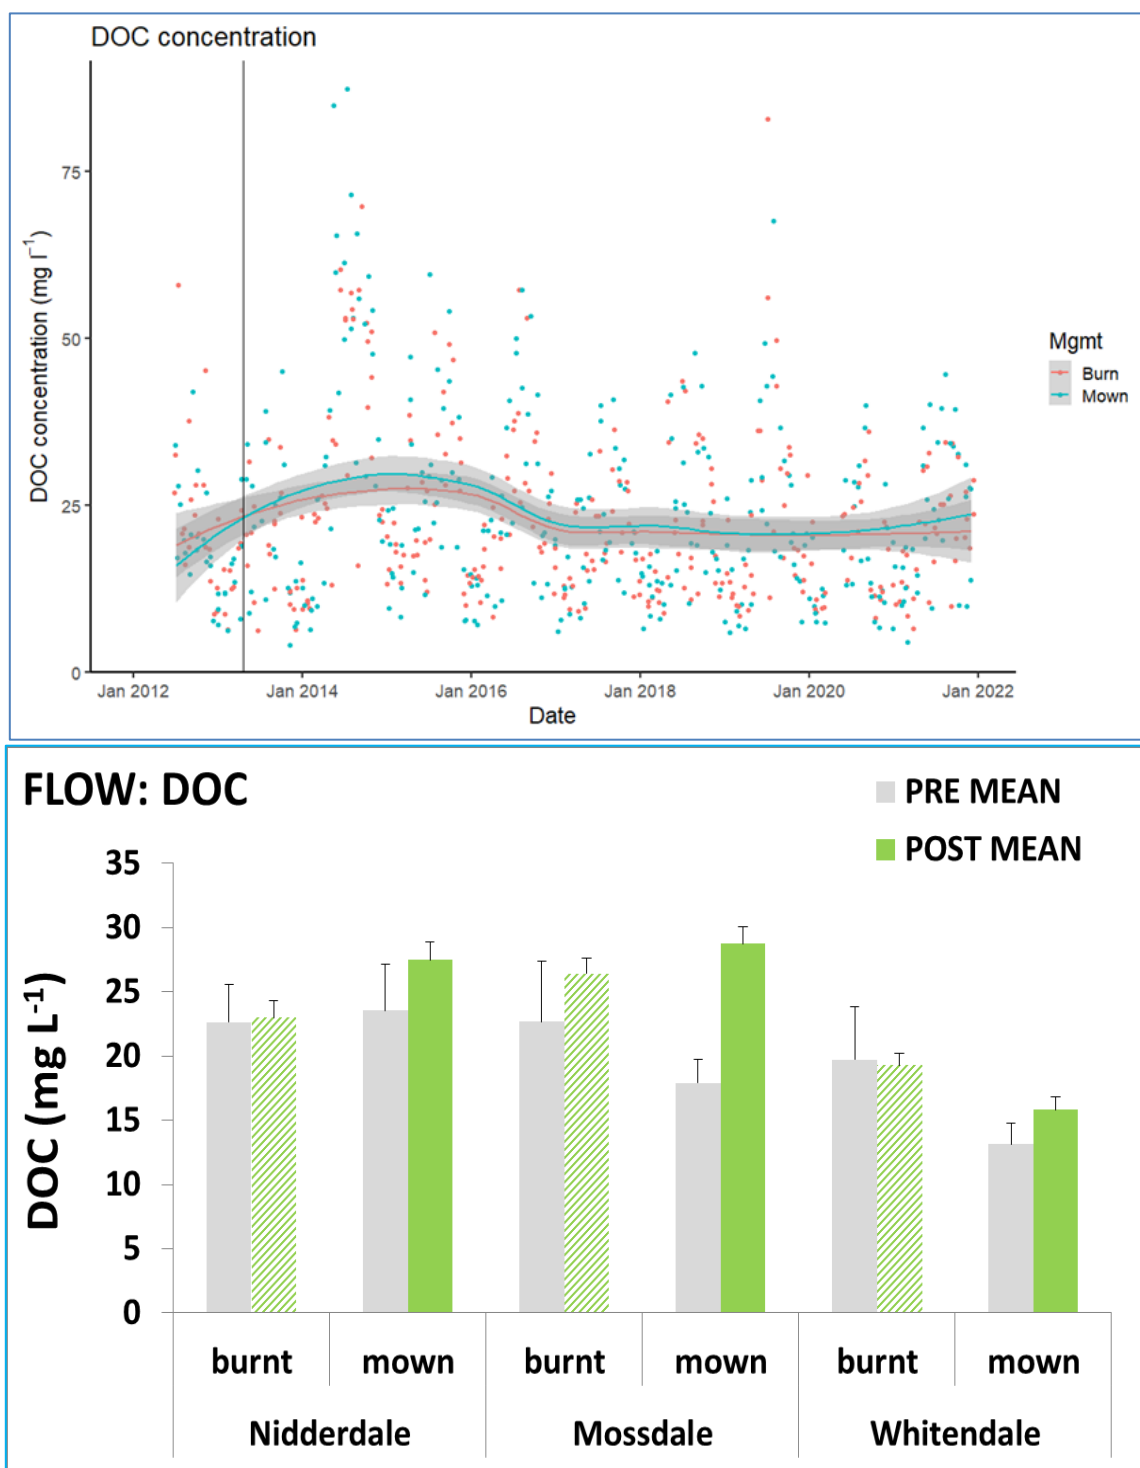 DOC concentration
75
50
25
0
DOC concentration (mg l⁻¹)
Jan 2012 Jan 2014 Jan 2016 Jan 2018 Jan 2020 Jan 2022
Date
Mgmt
Burn
Mown
FLOW: DOC
PRE MEAN
POST MEAN
35
30
25
20
15
10
5
0
DOC (mg L⁻¹)
burnt mown burnt mown burnt mown
Nidderdale Mossdale Whitendale